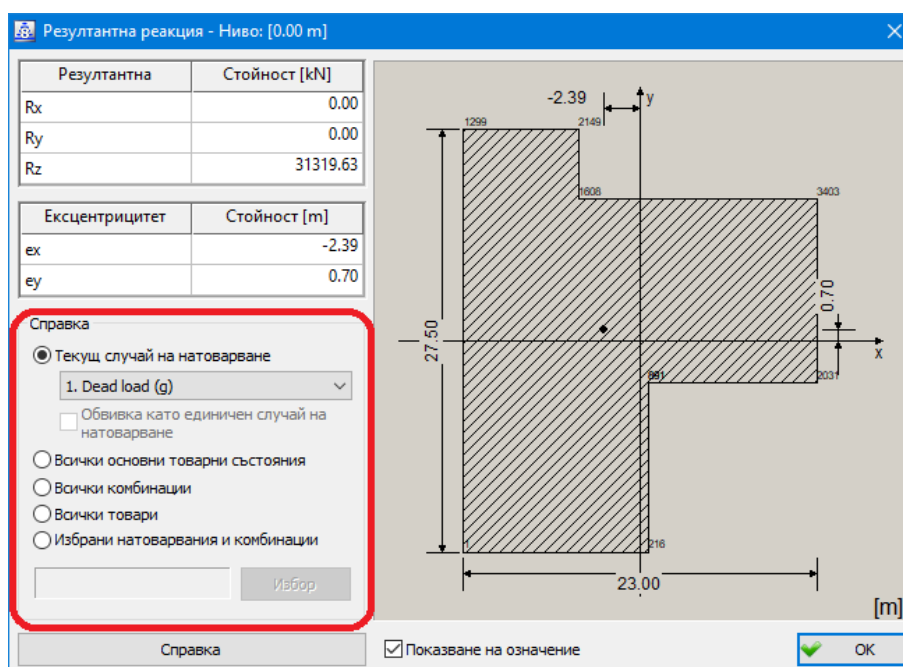 Резултантна реакция - Ниво: [0.00 m]
Резултантна Стойност [kN]
Rx 0.00
Ry 0.00
Rz 31319.63
Ексцентрицитет Стойност [m]
ex -2.39
ey 0.70
Справка
Текущ случай на натоварване
1. Dead load (g)
Обвивка като единичен случай на
натоварване
Всички основни товарни състояния
Всички комбинации
Всички товари
Избрани натоварвания и комбинации
Избор
Справка
-2.39
y
1299
2149
1608
3403
0.70
27.50
x
2031
1
216
23.00
[m]
Показване на означение
OK